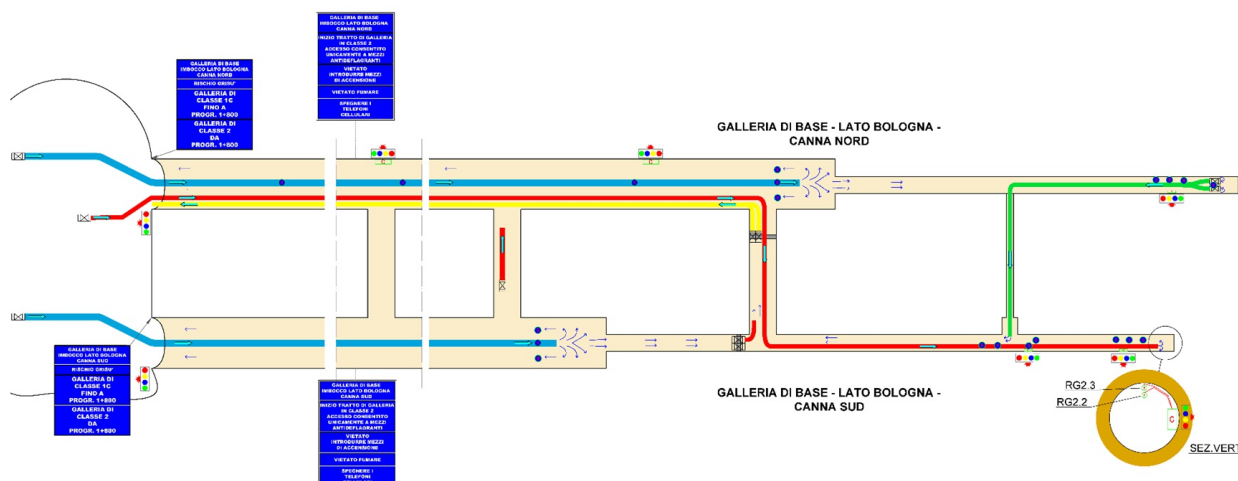 GALLERIA DI BASE
IMBOCCO LATO BOLOGNA
CANNA NORD
RISCHIO GRISU'
GALLERIA DI
CLASSE 1C
FINO A
PROGR. 1+800
GALLERIA DI
CLASSE 2
DA
PROGR. 1+800
GALLERIA DI BASE
IMBOCCO LATO BOLOGNA
CANNA NORD
INIZIO TRATTO DI GALLERIA
IN CLASSE 2
ACCESSO CONSENTITO
UNICAMENTE A MEZZI
ANTIDEFLAGRANTI
VIETATO
INTRODURRE MEZZI
DI ACCENSIONE
VIETATO FUMARE
SPEGNERE I
TELEFONI
CELLULARI
GALLERIA DI BASE - LATO BOLOGNA -
CANNA NORD
GALLERIA DI BASE
IMBOCCO LATO BOLOGNA
CANNA SUD
RISCHIO GRISU'
GALLERIA DI
CLASSE 1C
FINO A
PROGR. 1+800
GALLERIA DI
CLASSE 2
DA
PROGR. 1+800
GALLERIA DI BASE
IMBOCCO LATO BOLOGNA
CANNA SUD
INIZIO TRATTO DI GALLERIA
IN CLASSE 2
ACCESSO CONSENTITO
UNICAMENTE A MEZZI
ANTIDEFLAGRANTI
VIETATO
INTRODURRE MEZZI
DI ACCENSIONE
VIETATO FUMARE
SPEGNERE I
TELEFONI
GALLERIA DI BASE - LATO BOLOGNA -
CANNA SUD
RG2.3
RG2.2
C
SEZ.VERT